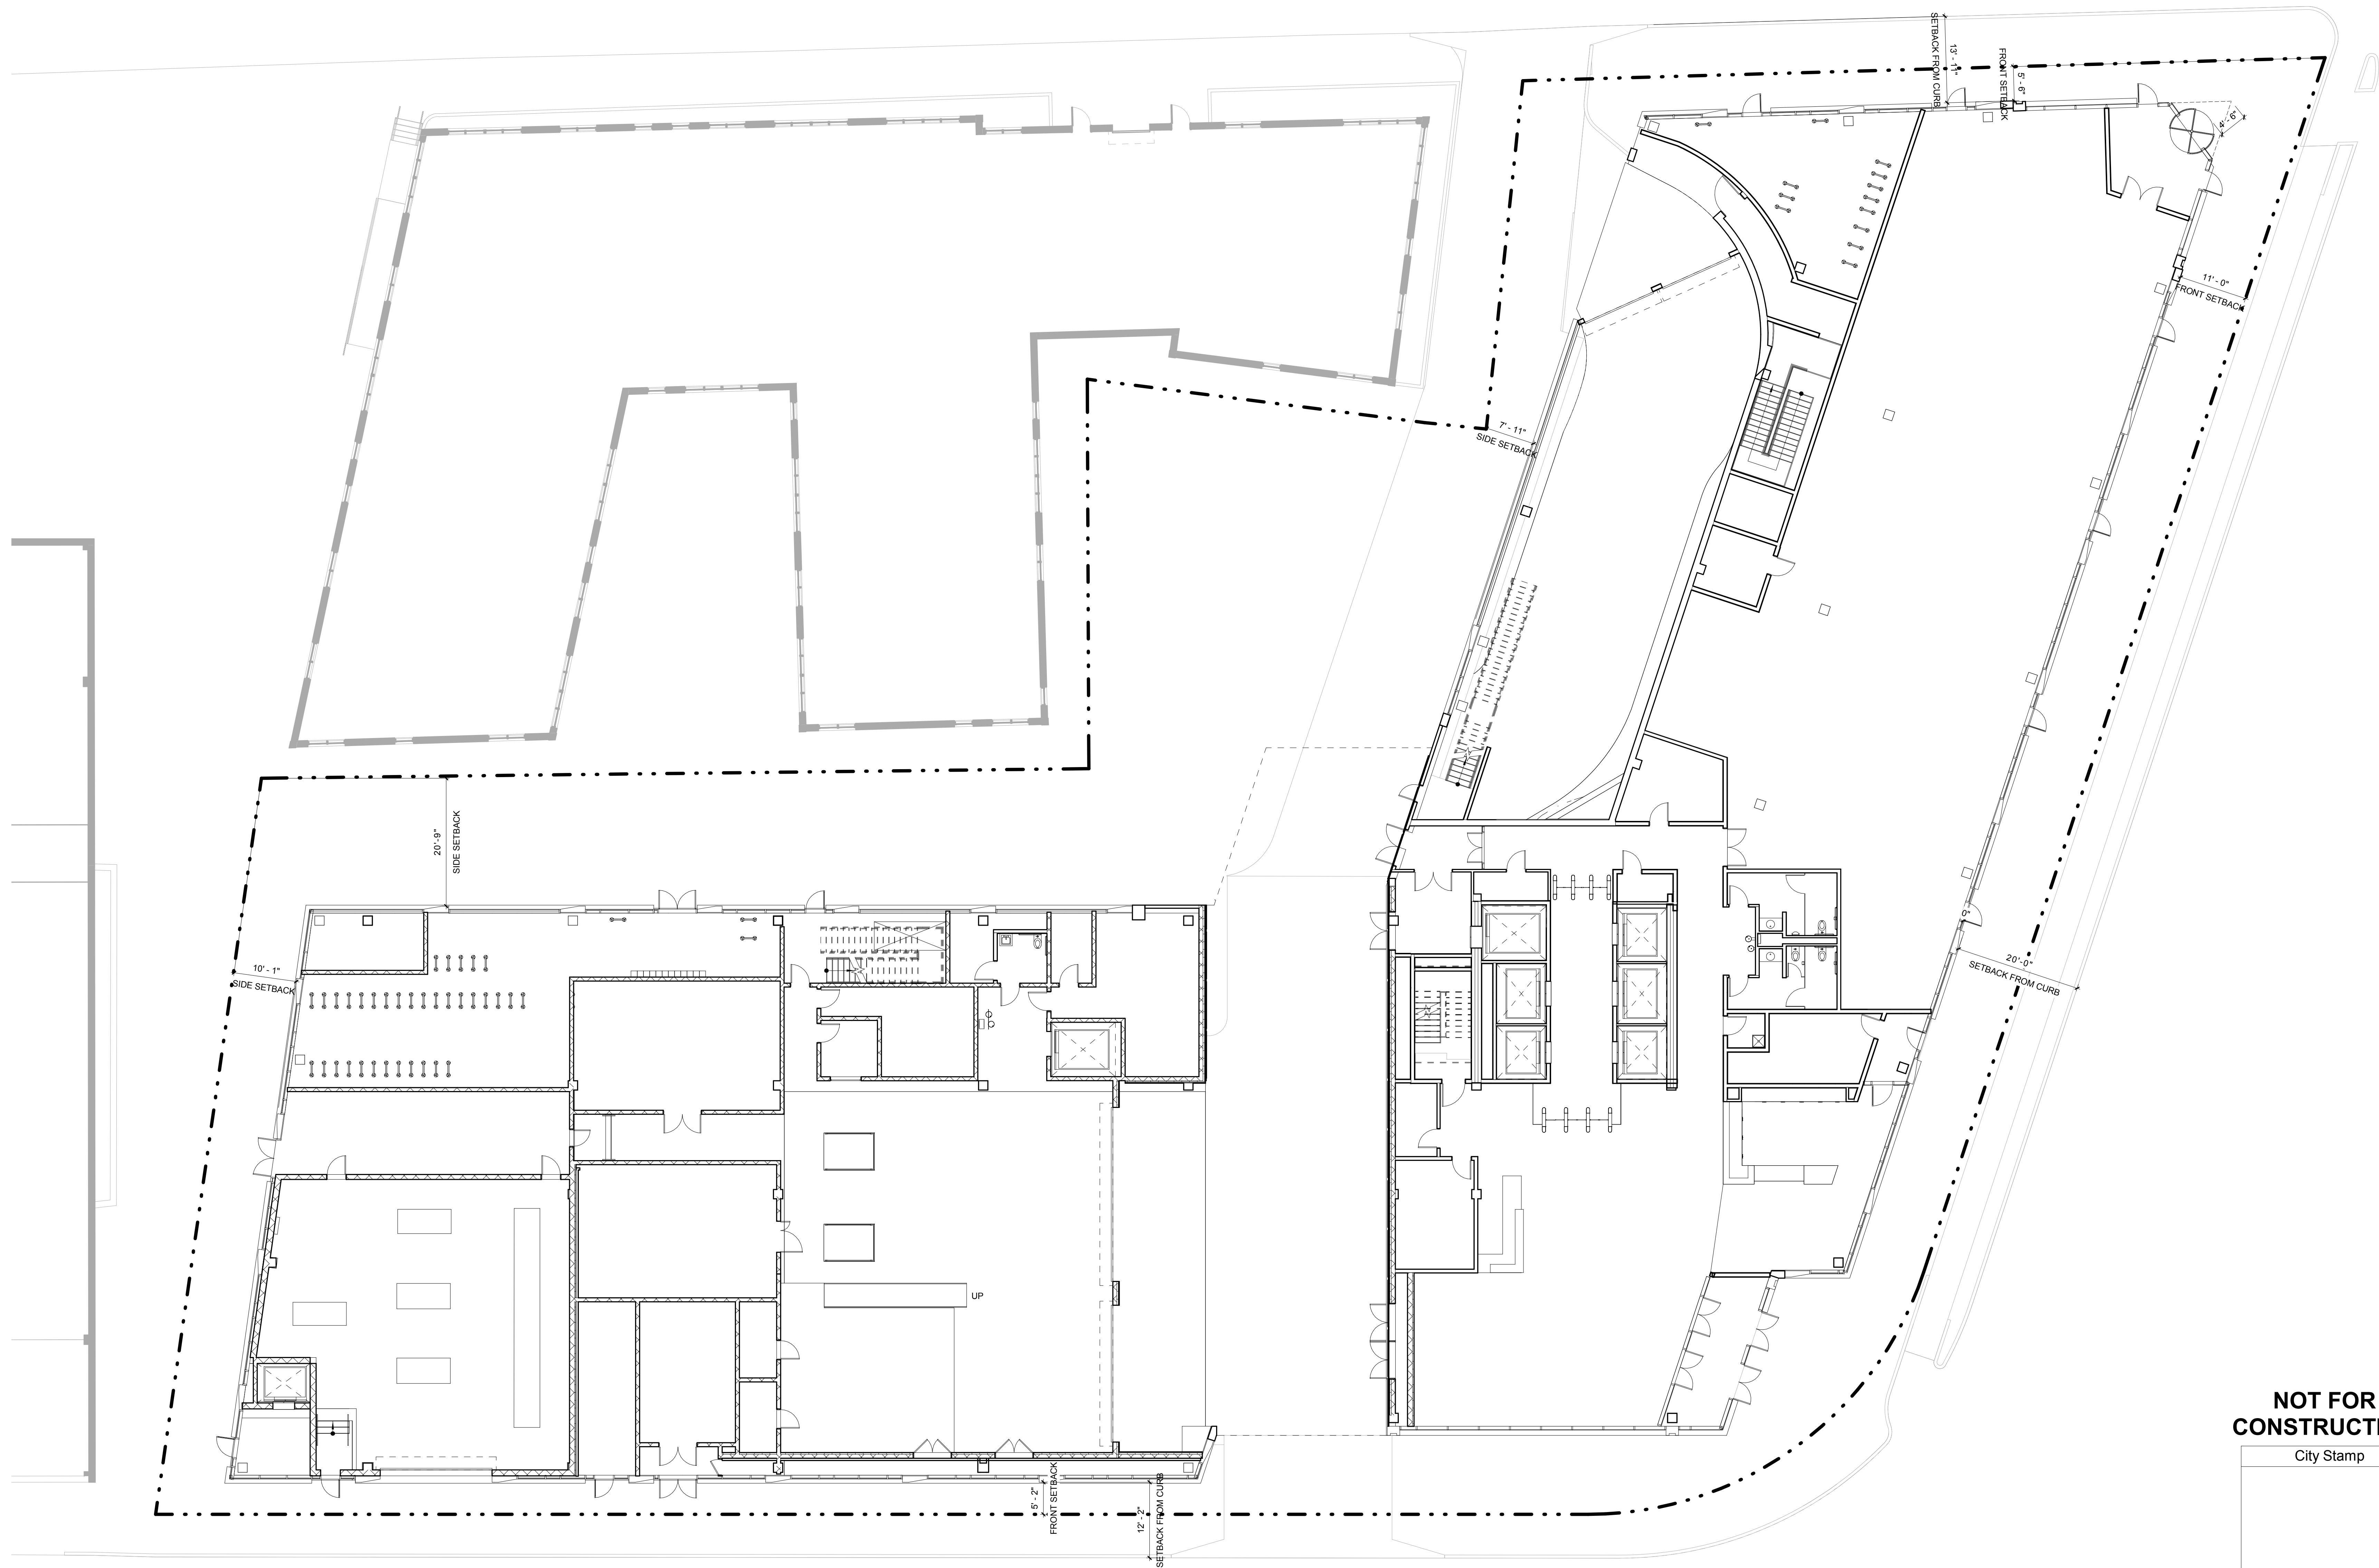 SETBACK FROM CURB
13' - 11"
FRONT SETBACK
5' - 6"
4' - 6"
11' - 0"
FRONT SETBACK
7' - 11"
SIDE SETBACK
20'-9"
SIDE SETBACK
10' - 1"
SIDE SETBACK
0"
20'-0"
SETBACK FROM CURB
UP
5' - 2"
FRONT SETBACK
12' - 2"
SETBACK FROM CURB
NOT FOR
CONSTRUCTI
City Stamp